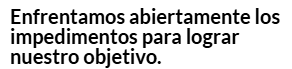 Enfrentamos abiertamente los
impedimentos para lograr
nuestro objetivo.